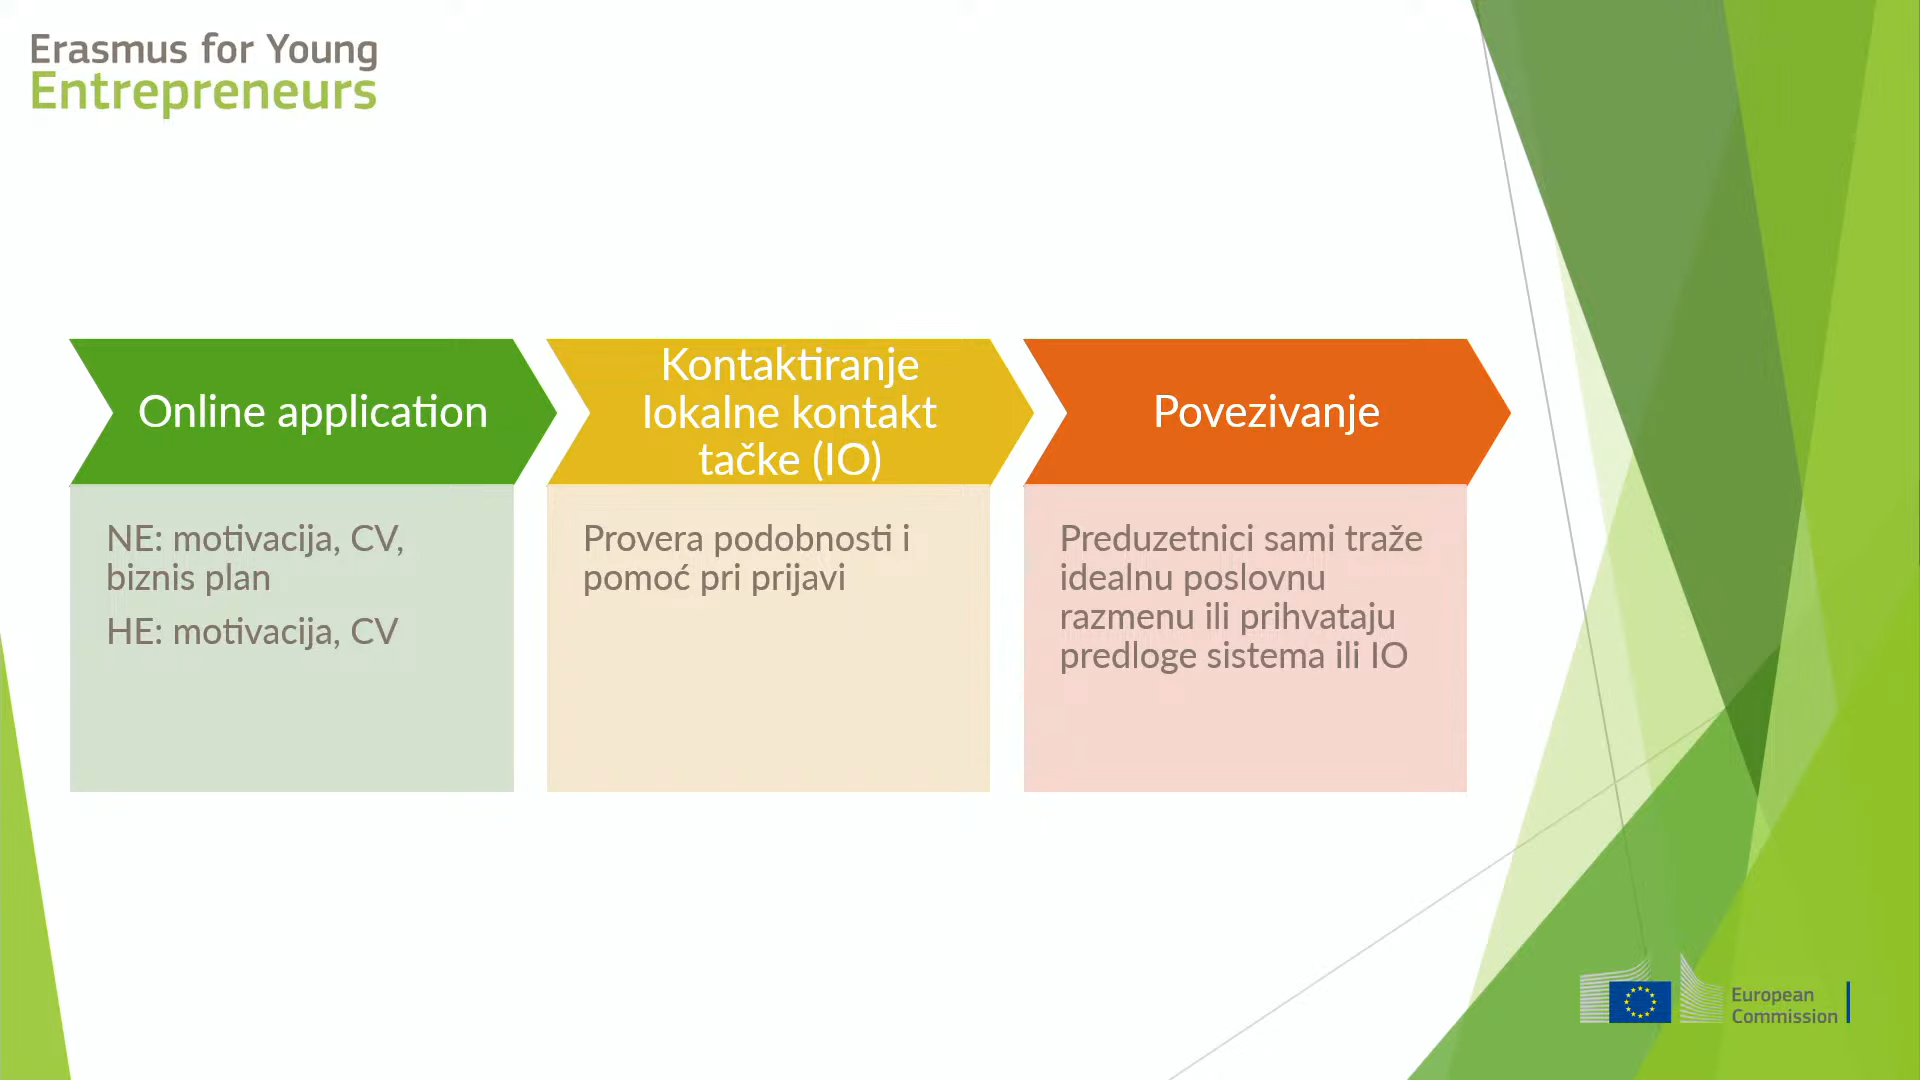 Erasmus for Young
Entrepreneurs
Online application
NE: motivacija, CV,
biznis plan
HE: motivacija, CV
Kontaktiranje
lokalne kontakt
tačke (IO)
Provera podobnosti i
pomoć pri prijavi
Povezivanje
Preduzetnici sami traže
idealnu poslovnu
razmenu ili prihvataju
predloge sistema ili IO
European
Commission